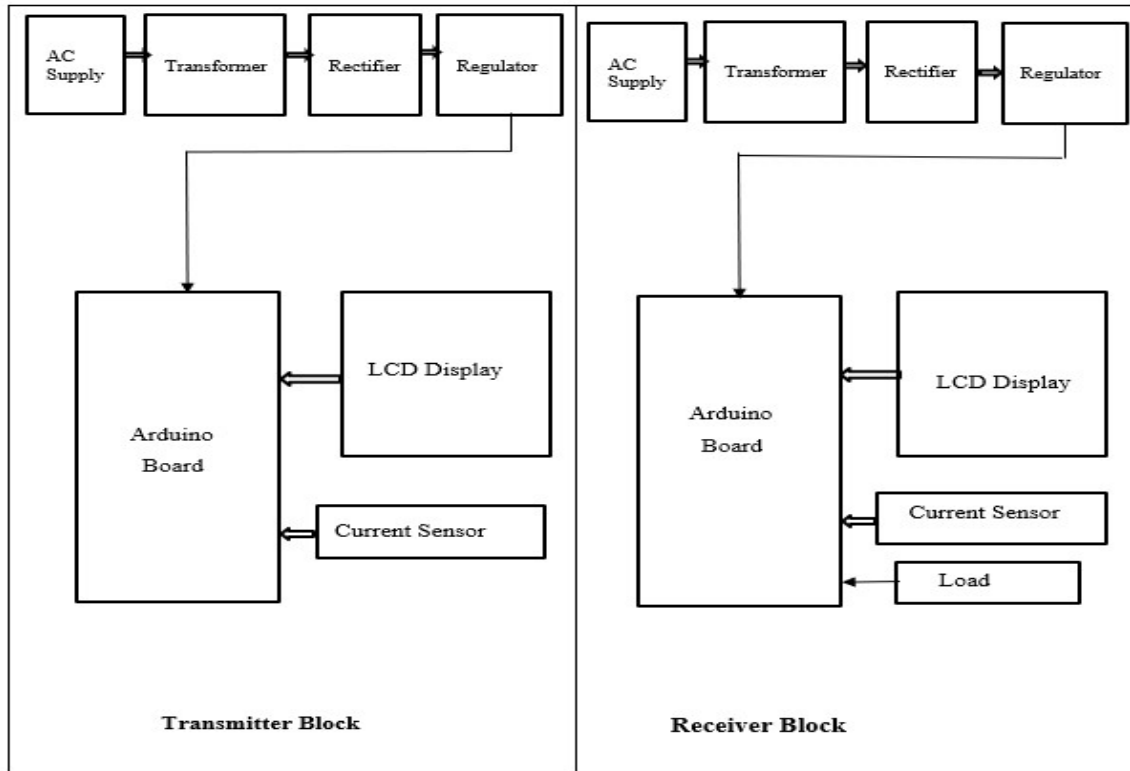 AC
Supply
Transformer
Rectifier
Regulator
Arduino
Board
LCD Display
Current Sensor
Transmitter Block
AC
Supply
Transformer
Rectifier
Regulator
Arduino
Board
LCD Display
Current Sensor
Load
Receiver Block